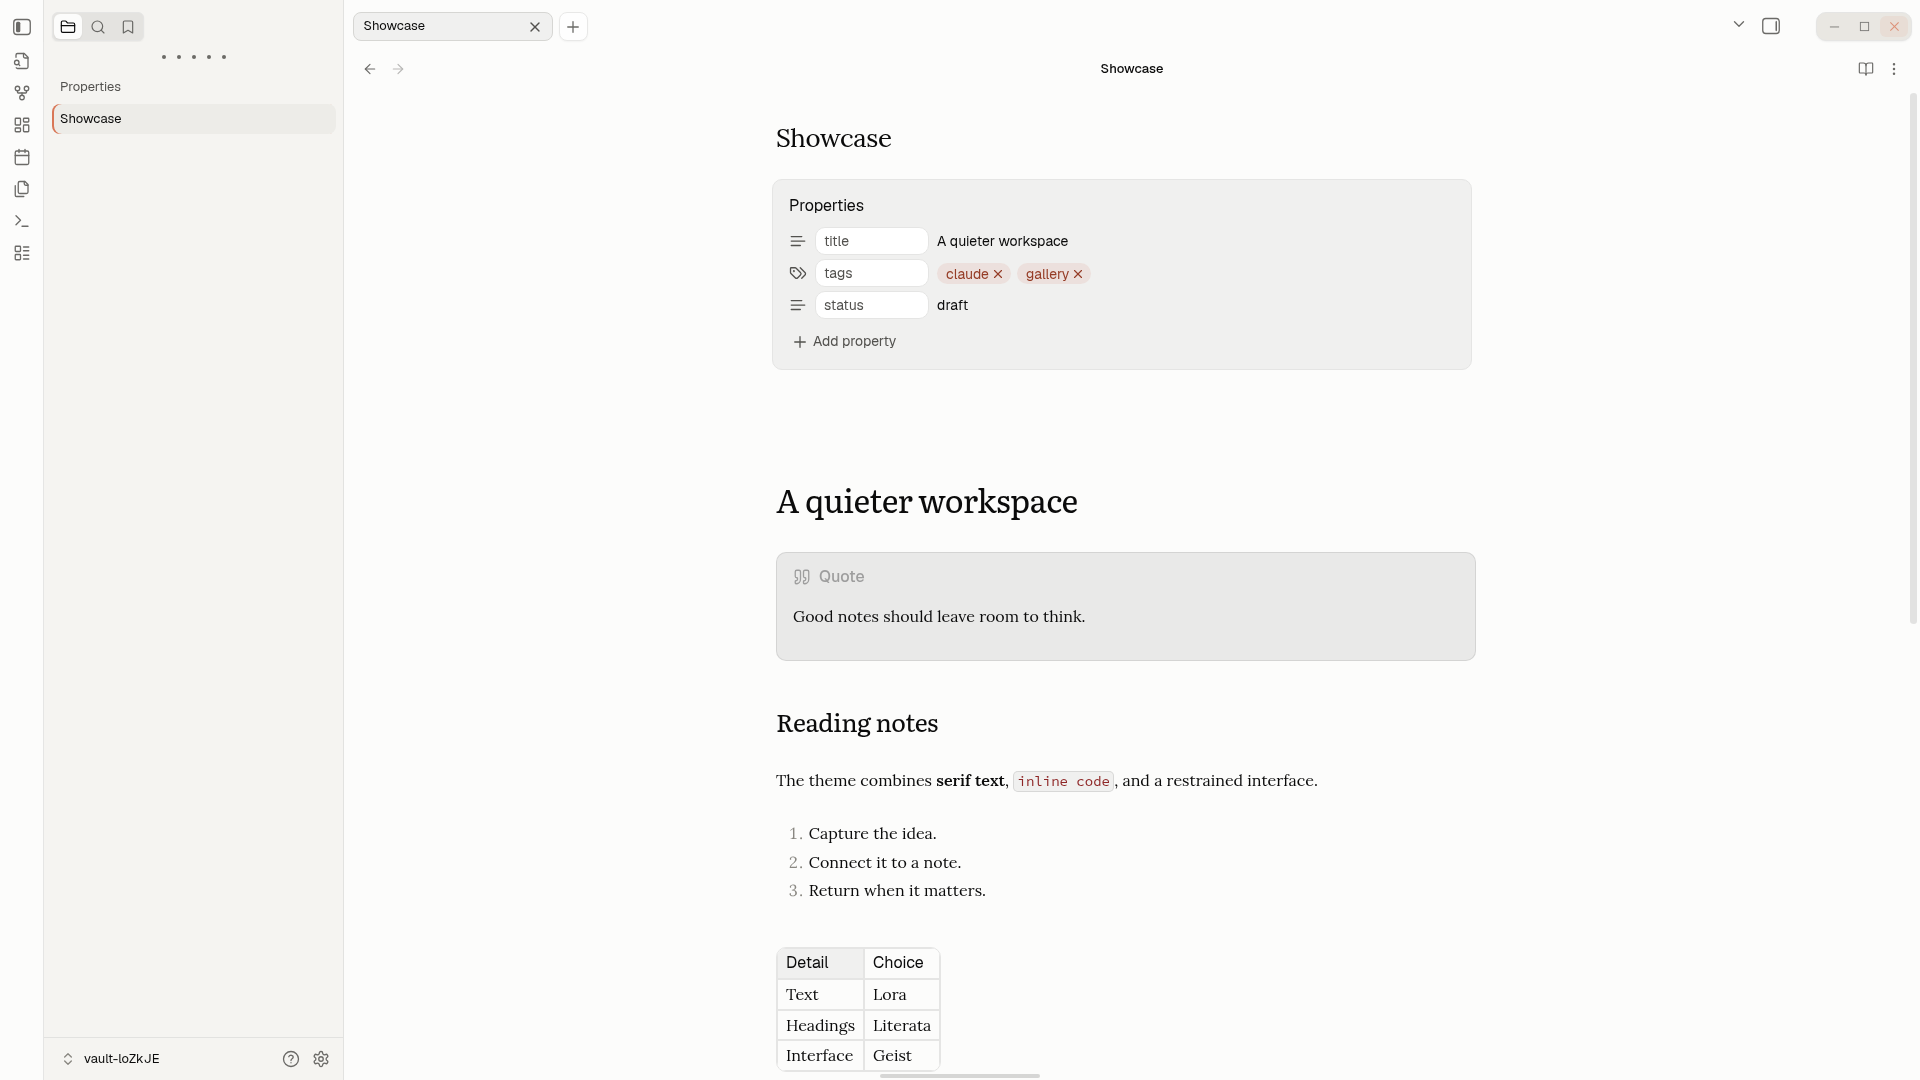 Showcase
Properties
Showcase
Showcase
Showcase
Properties
title A quieter workspace
tags claude gallery
status draft
Add property
A quieter workspace
Quote
Good notes should leave room to think.
Reading notes
The theme combines serif text, inline code, and a restrained interface.
1. Capture the idea.
2. Connect it to a note.
3. Return when it matters.
Detail Choice
Text Lora
Headings Literata
Interface Geist
vault-loZkJE